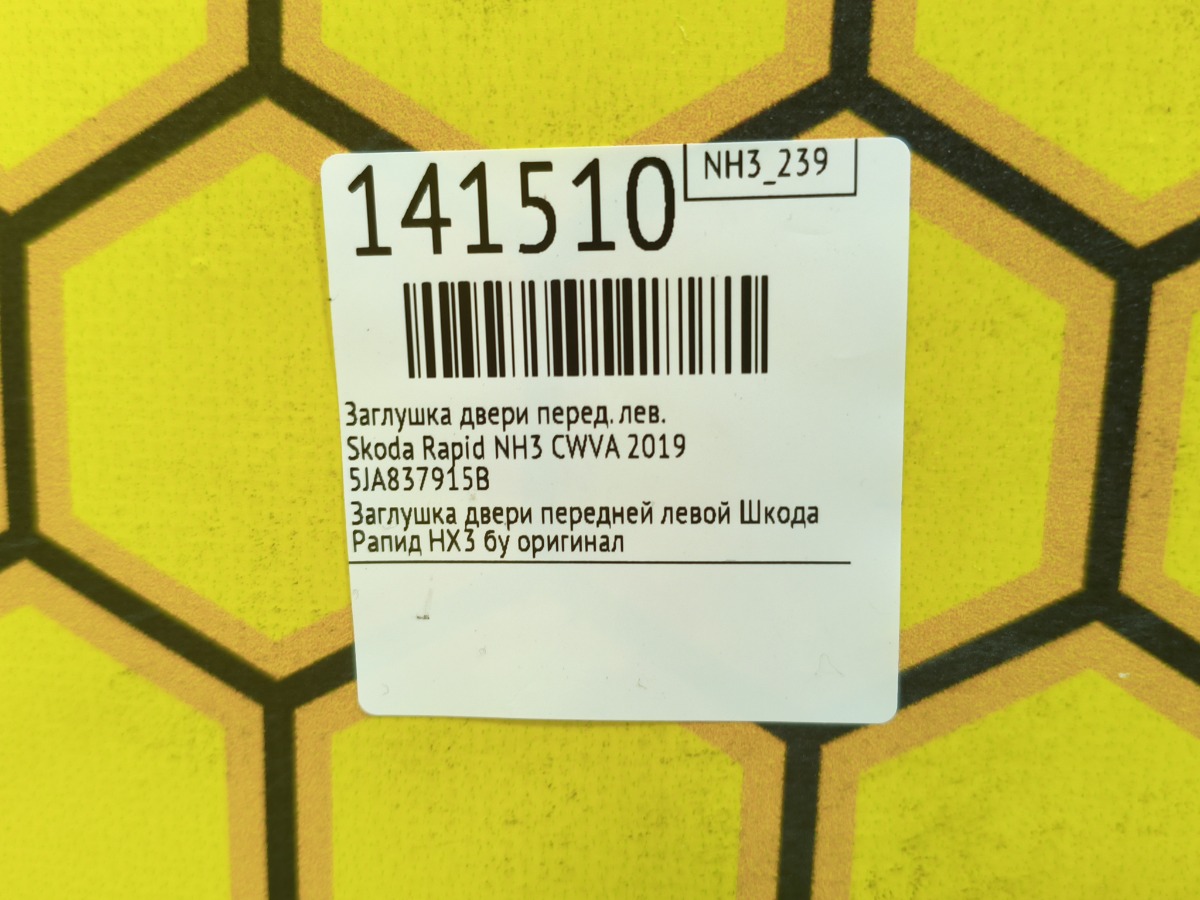 141510
NH3_239
Заглушка двери перед. лев.
Skoda Rapid NH3 CWVA 2019
5JA837915B
Заглушка двери передней левой Шкода
Рапид НХ3 бу оригинал